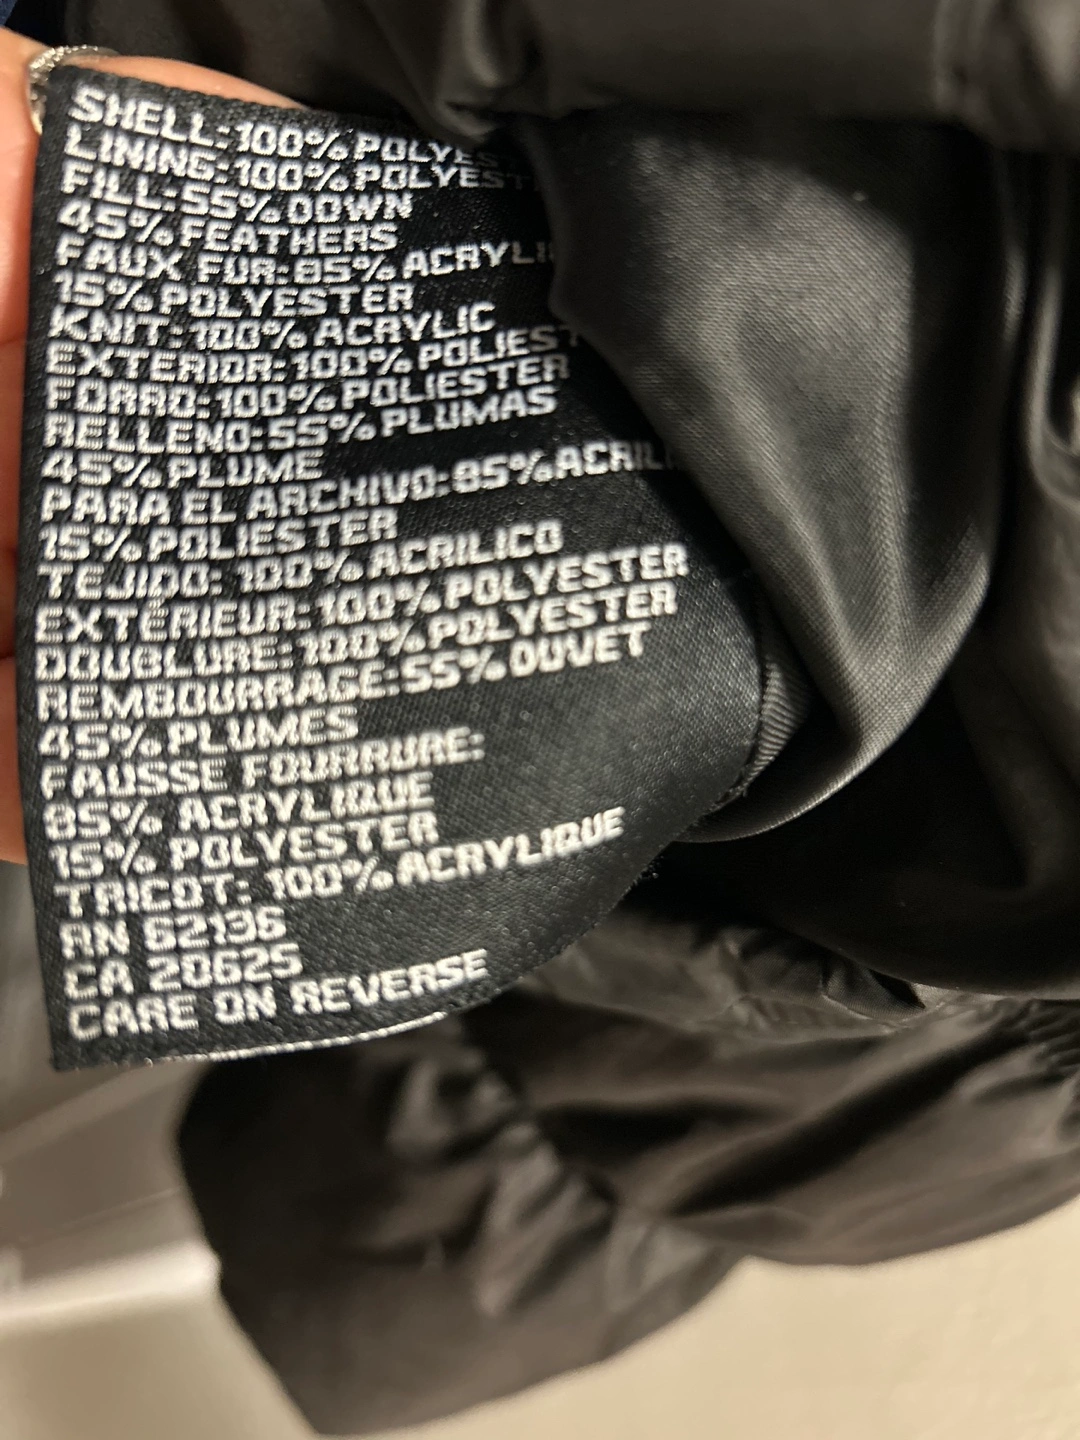 SHELL: 100% POLYES
LINING: 100% POLYEST
FILL: 55% DOWN
45% FEATHERS
FAUX FUR: 85% ACRYLI
15% POLYESTER
KNIT: 100% ACRYLIC
EXTERIOR: 100% POLIEST
FORRO: 100% POLIESTER
RELLENO: 55% PLUMAS
45% PLUME
PARA EL ARCHIVO: 85% ACRIL
15% POLIESTER
TEJIDO: 100% ACRILICO
EXTÉRIEUR: 100% POLYESTER
DOUBLURE: 100% POLYESTER
REMBOURRAGE: 55% DUVET
45% PLUMES
FAUSSE FOURRURE:
85% ACRYLIQUE
15% POLYESTER
TRICOT: 100% ACRYLIQUE
RN 62136
CA 20625
CARE ON REVERSE